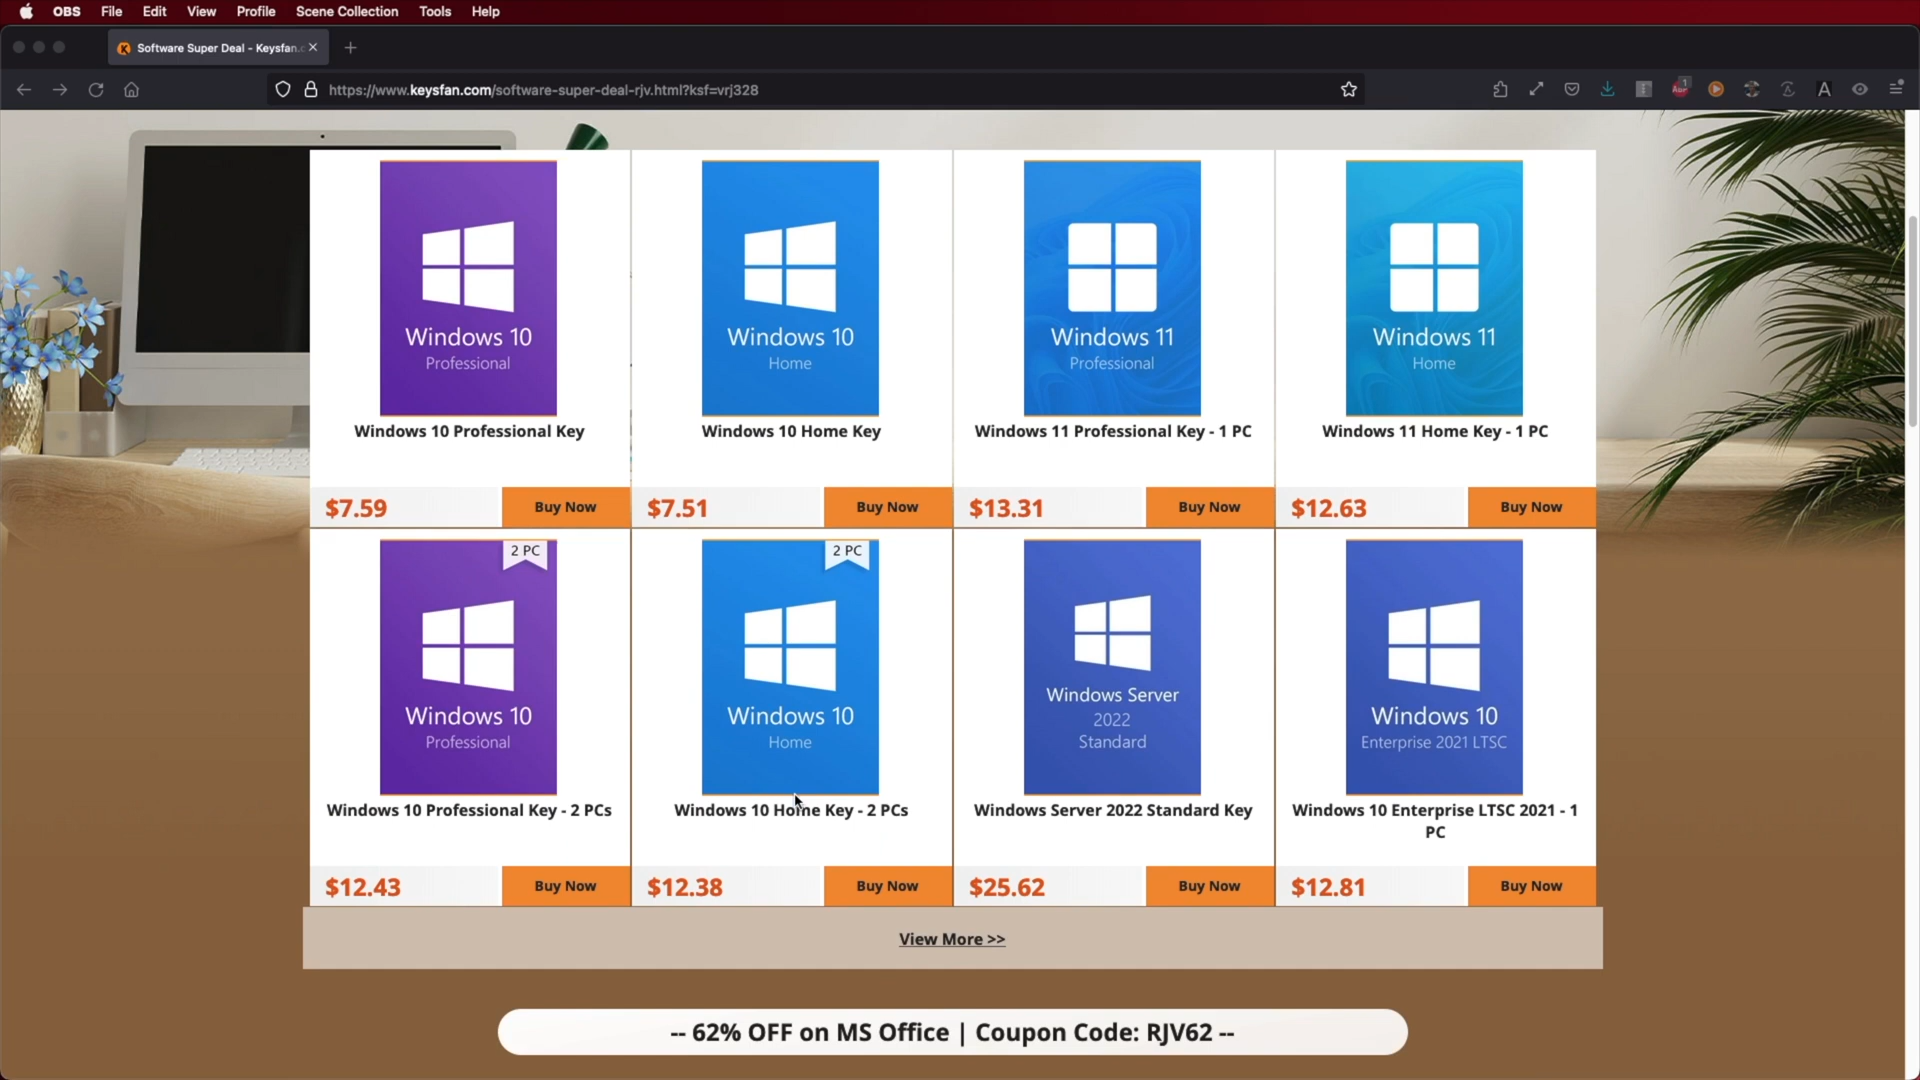 OBS File Edit View Profile Scene Collection Tools Help
Software Super Deal - Keysfan.c
https://www.keysfan.com/software-super-deal-rjv.html?ksf=vrj328
1
A
Windows 10
Professional
Windows 10
Home
Windows 11
Professional
Windows 11
Home
Windows 10 Professional Key
Windows 10 Home Key
Windows 11 Professional Key - 1 PC
Windows 11 Home Key - 1 PC
$7.59 Buy Now
$7.51 Buy Now
$13.31 Buy Now
$12.63 Buy Now
2 PC
Windows 10
Professional
2 PC
Windows 10
Home
Windows Server
2022
Standard
Windows 10
Enterprise 2021 LTSC
Windows 10 Professional Key - 2 PCs
Windows 10 Home Key - 2 PCs
Windows Server 2022 Standard Key
Windows 10 Enterprise LTSC 2021 - 1
PC
$12.43 Buy Now
$12.38 Buy Now
$25.62 Buy Now
$12.81 Buy Now
View More >>
-- 62% OFF on MS Office | Coupon Code: RJV62 --